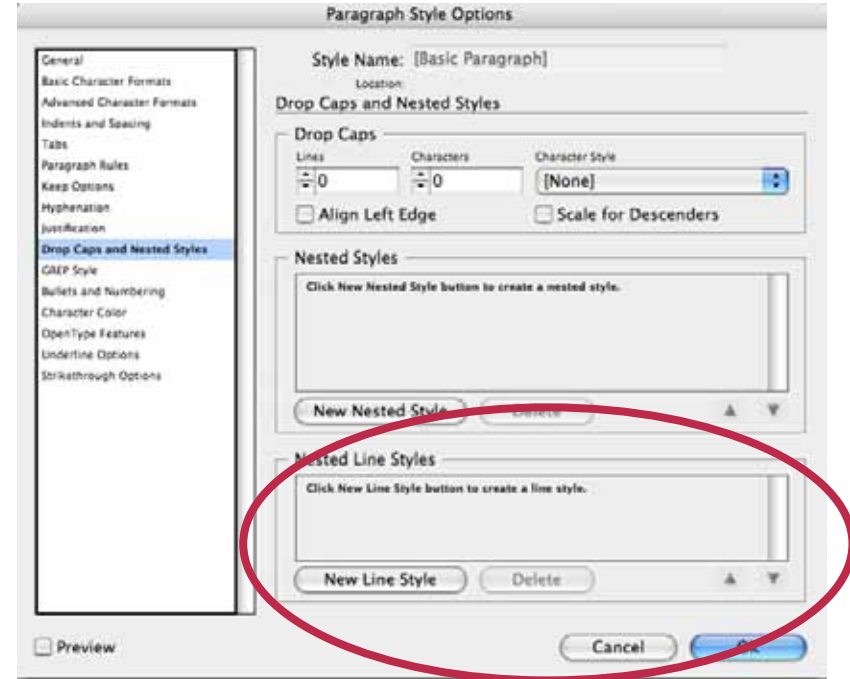 Paragraph Style Options
General
Basic Character Formats
Advanced Character Formats
Indents and Spacing
Tabs
Paragraph Rules
Keep Options
Hyphenation
Justification
Drop Caps and Nested Styles
GREP Style
Bullets and Numbering
Character Color
OpenType Features
Underline Options
Strikethrough Options
Style Name: [Basic Paragraph]
Location:
Drop Caps and Nested Styles
Drop Caps
Lines Characters Character Style
0 0 [None]
Align Left Edge Scale for Descenders
Nested Styles
Click New Nested Style button to create a nested style.
New Nested Style Delete
Nested Line Styles
Click New Line Style button to create a line style.
New Line Style Delete
Preview Cancel OK